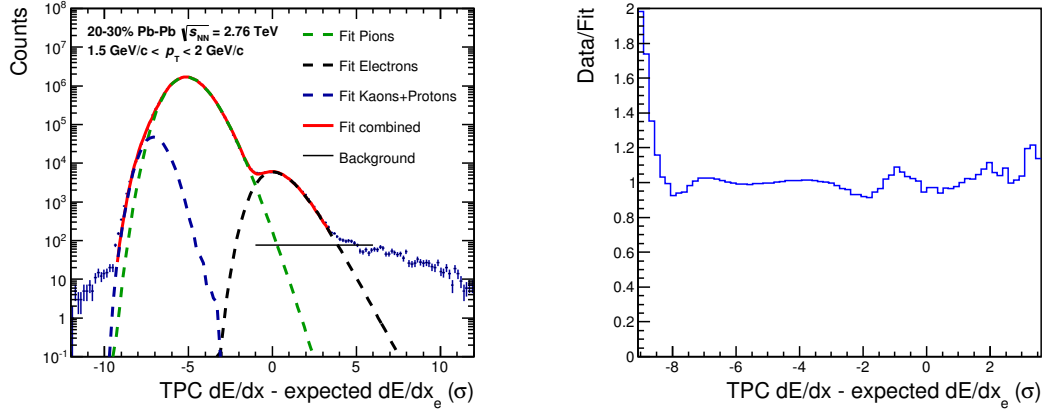 Counts
10^8
10^7
10^6
10^5
10^4
10^3
10^2
10
1
10^-1
20-30% Pb-Pb √s_NN = 2.76 TeV
1.5 GeV/c < p_T < 2 GeV/c
Fit Pions
Fit Electrons
Fit Kaons+Protons
Fit combined
Background
-10 -5 0 5 10
TPC dE/dx - expected dE/dx_e (σ)
Data/Fit
2
1.8
1.6
1.4
1.2
1
0.8
0.6
0.4
0.2
0
-8 -6 -4 -2 0 2
TPC dE/dx - expected dE/dx_e (σ)